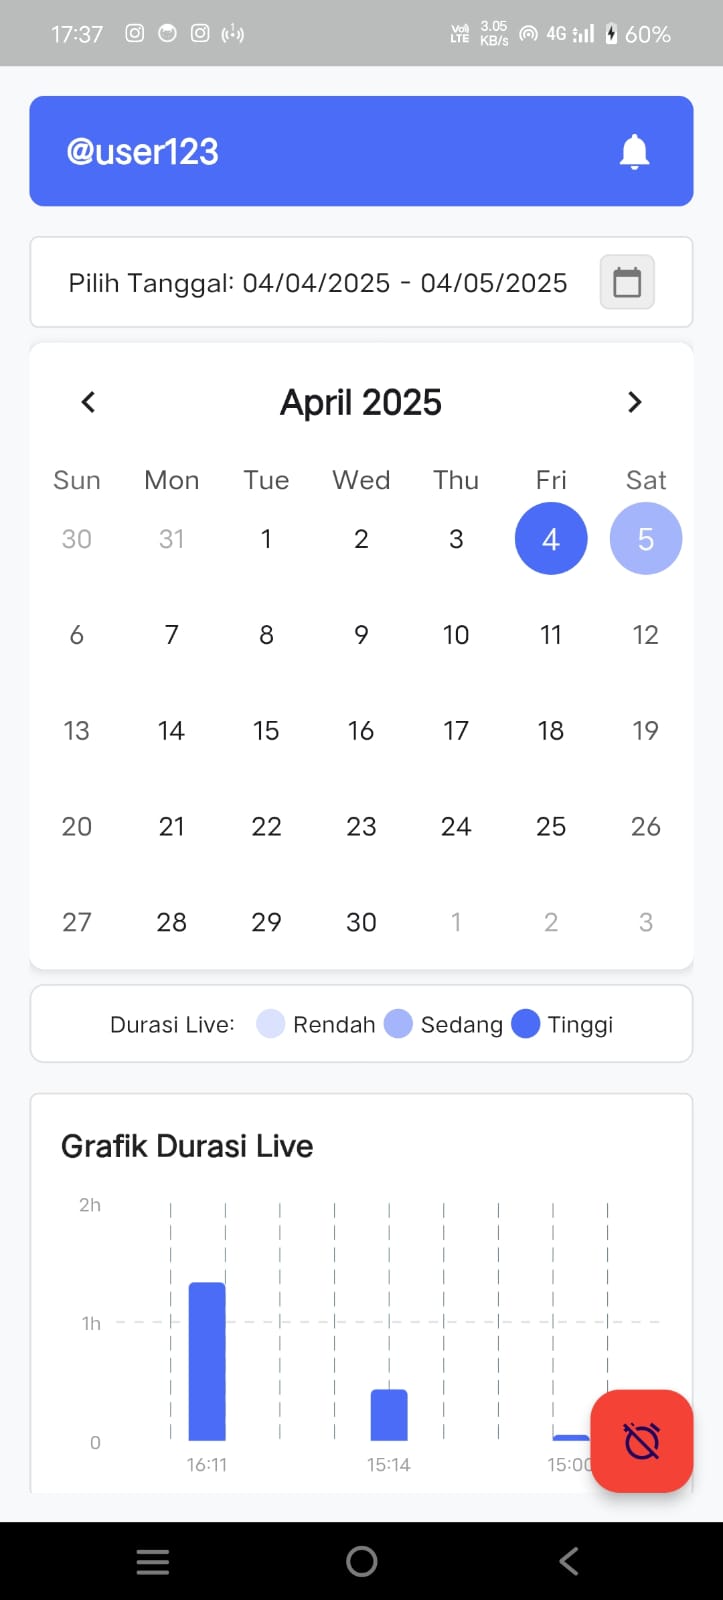 17:37 VoD LTE 3.05 KB/s 4G 60%
@user123
Pilih Tanggal: 04/04/2025 - 04/05/2025
April 2025
Sun Mon Tue Wed Thu Fri Sat
30 31 1 2 3 4 5
6 7 8 9 10 11 12
13 14 15 16 17 18 19
20 21 22 23 24 25 26
27 28 29 30 1 2 3
Durasi Live: Rendah Sedang Tinggi
Grafik Durasi Live
2h
1h
0
16:11 15:14 15:00